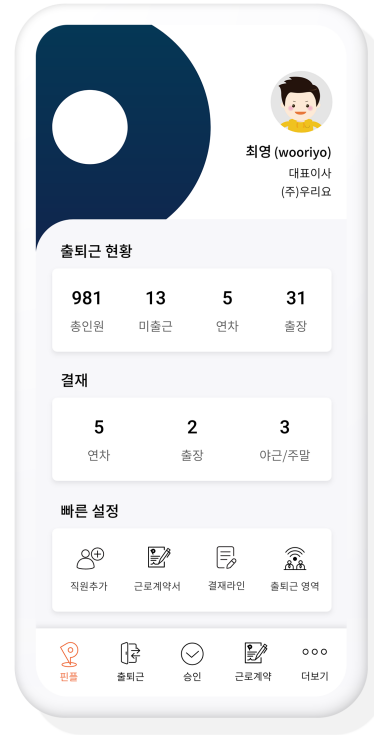 최영 (wooriyo)
대표이사
(주)우리요
출퇴근 현황
981 13 5 31
총인원 미출근 연차 출장
결재
5 2 3
연차 출장 야근/주말
빠른 설정
직원추가 근로계약서 결재라인 출퇴근 영역
핀플 출퇴근 승인 근로계약 더보기